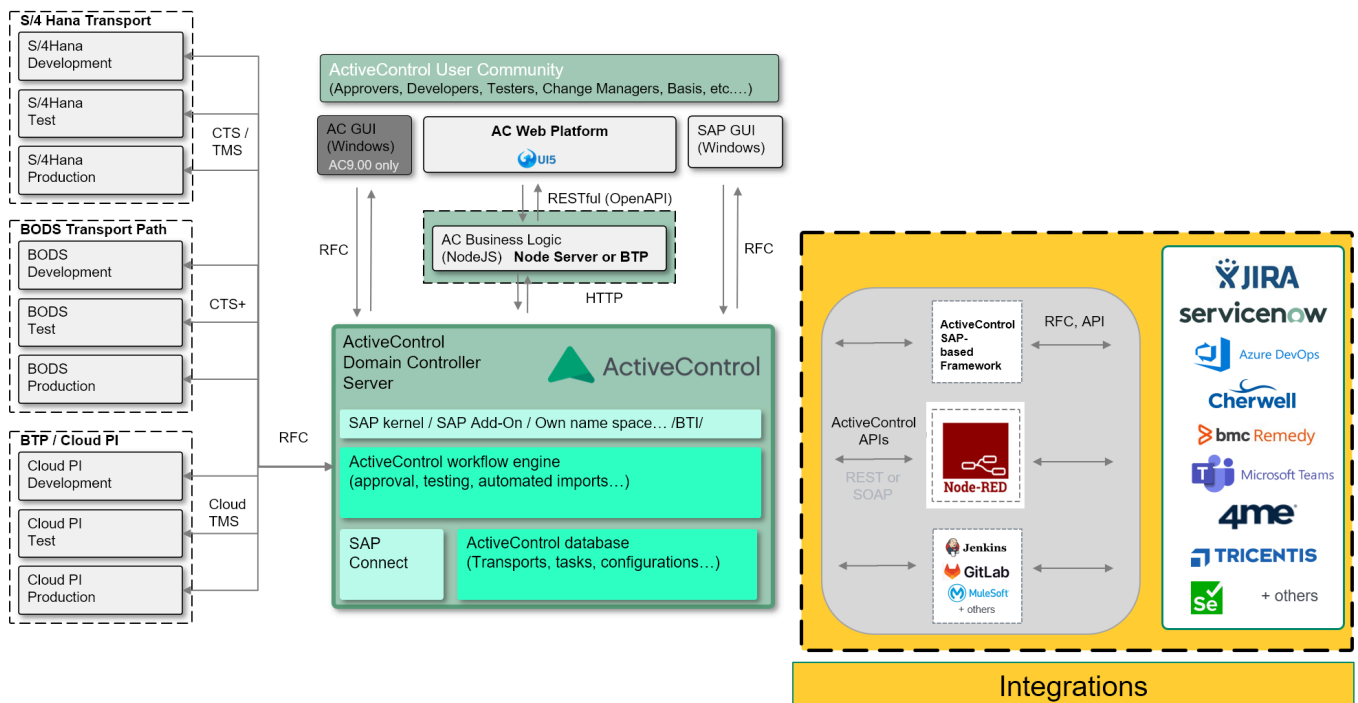 S/4 Hana Transport
S/4Hana
Development
S/4Hana
Test
S/4Hana
Production
CTS /
TMS
BODS Transport Path
BODS
Development
BODS
Test
BODS
Production
CTS+
BTP / Cloud PI
Cloud PI
Development
Cloud PI
Test
Cloud PI
Production
Cloud
TMS
RFC
ActiveControl User Community
(Approvers, Developers, Testers, Change Managers, Basis, etc.…)
AC GUI
(Windows)
AC9.00 only
AC Web Platform
UI5
SAP GUI
(Windows)
RESTful (OpenAPI)
RFC
AC Business Logic
(NodeJS) Node Server or BTP
RFC
HTTP
ActiveControl
Domain Controller
Server
ActiveControl
SAP kernel / SAP Add-On / Own name space… /BTI/
ActiveControl workflow engine
(approval, testing, automated imports…)
SAP
Connect
ActiveControl database
(Transports, tasks, configurations…)
ActiveControl
SAP-
based
Framework
RFC, API
ActiveControl
APIs
REST or
SOAP
Node-RED
Jenkins
GitLab
MuleSoft
+ others
JIRA
servicenow
Azure DevOps
Cherwell
bmc Remedy
Microsoft Teams
4me
TRICENTIS
Se
+ others
Integrations